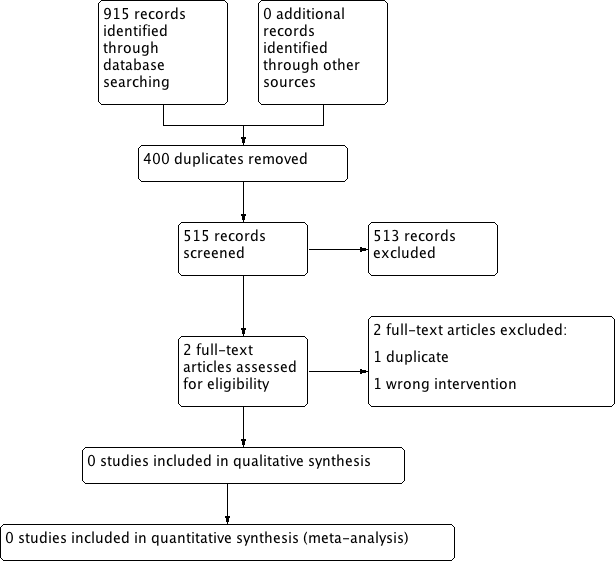 915 records
identified
through
database
searching
0 additional
records
identified
through other
sources
400 duplicates removed
515 records
screened
513 records
excluded
2 full-text
articles assessed
for eligibility
2 full-text articles excluded:
1 duplicate
1 wrong intervention
0 studies included in qualitative synthesis
0 studies included in quantitative synthesis (meta-analysis)